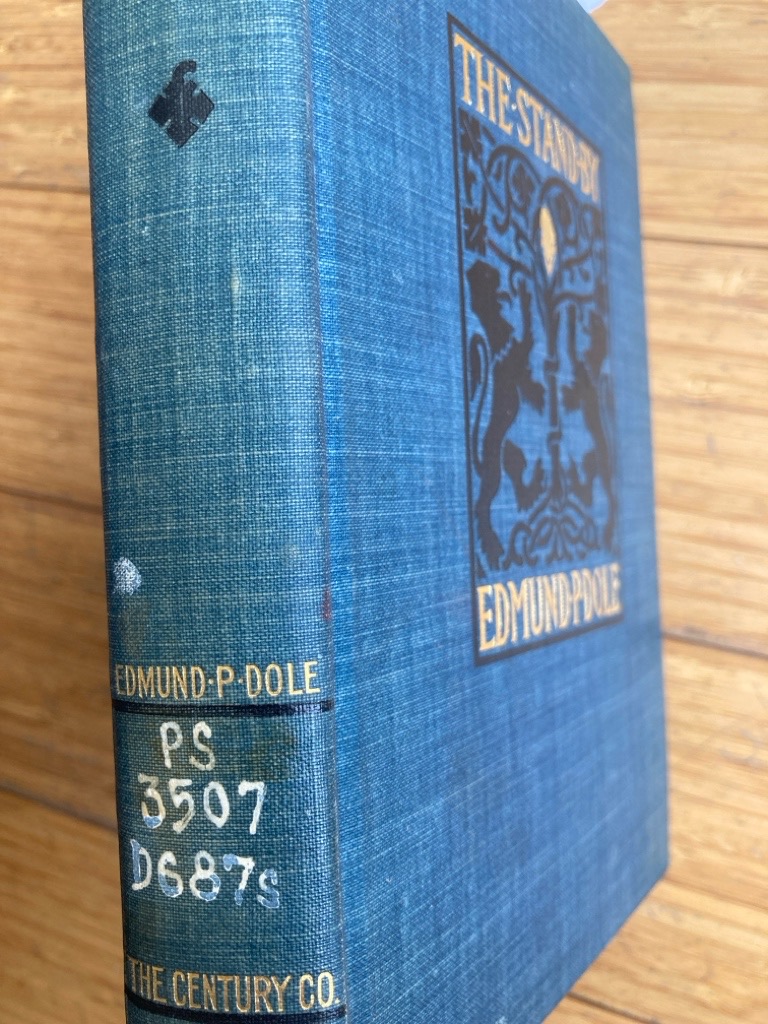 THE·STAND-BY
EDMUND·P·DOLE
EDMUND·P·DOLE
PS
3507
D687s
THE CENTURY CO.